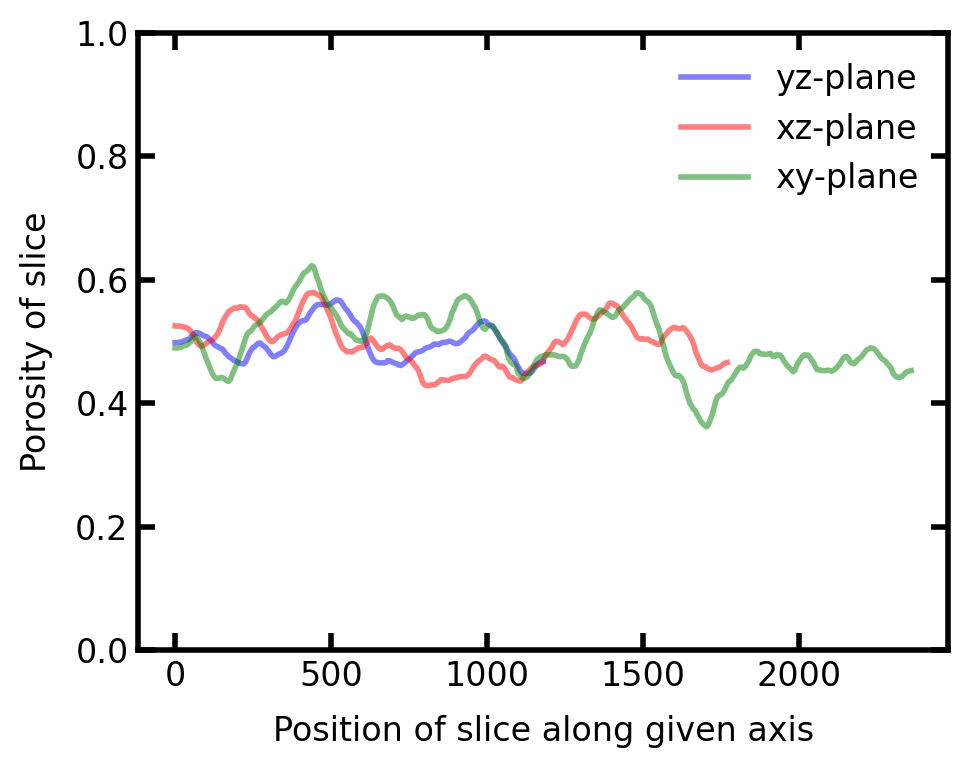 1.0
0.8
0.6
0.4
0.2
0.0
Porosity of slice
yz-plane
xz-plane
xy-plane
0 500 1000 1500 2000
Position of slice along given axis